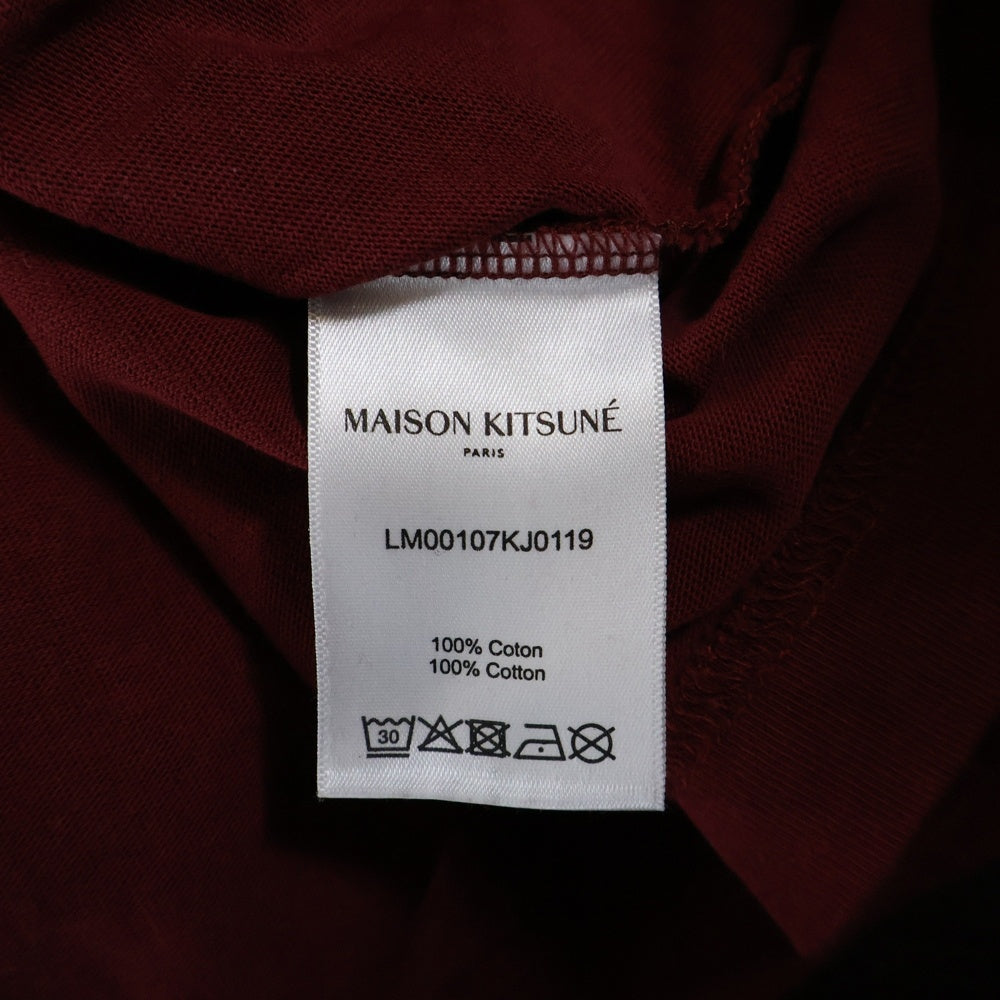 MAISON KITSUNÉ
PARIS
LM00107KJ0119
100% Coton
100% Cotton
30